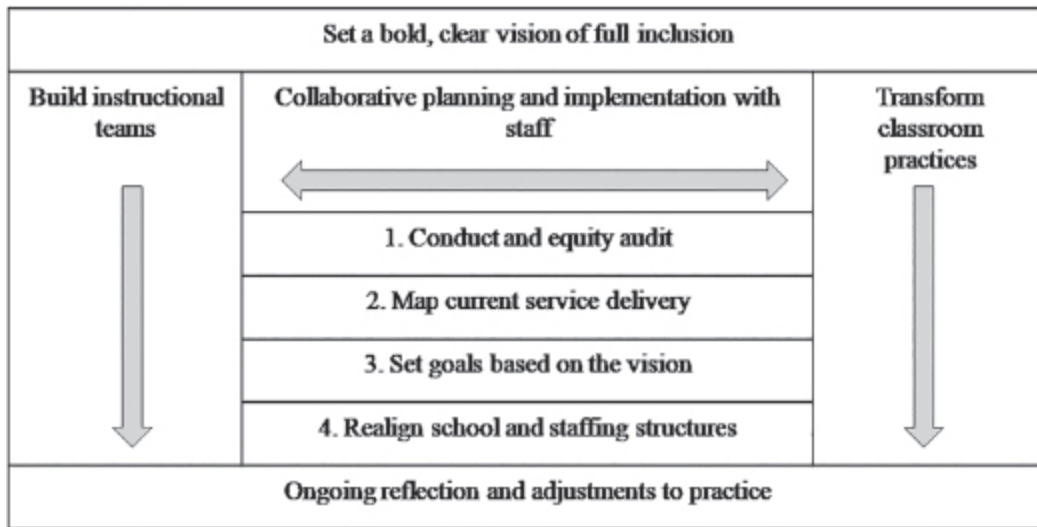 Set a bold, clear vision of full inclusion
Build instructional
teams
Collaborative planning and implementation with
staff
Transform
classroom
practices
1. Conduct and equity audit
2. Map current service delivery
3. Set goals based on the vision
4. Realign school and staffing structures
Ongoing reflection and adjustments to practice